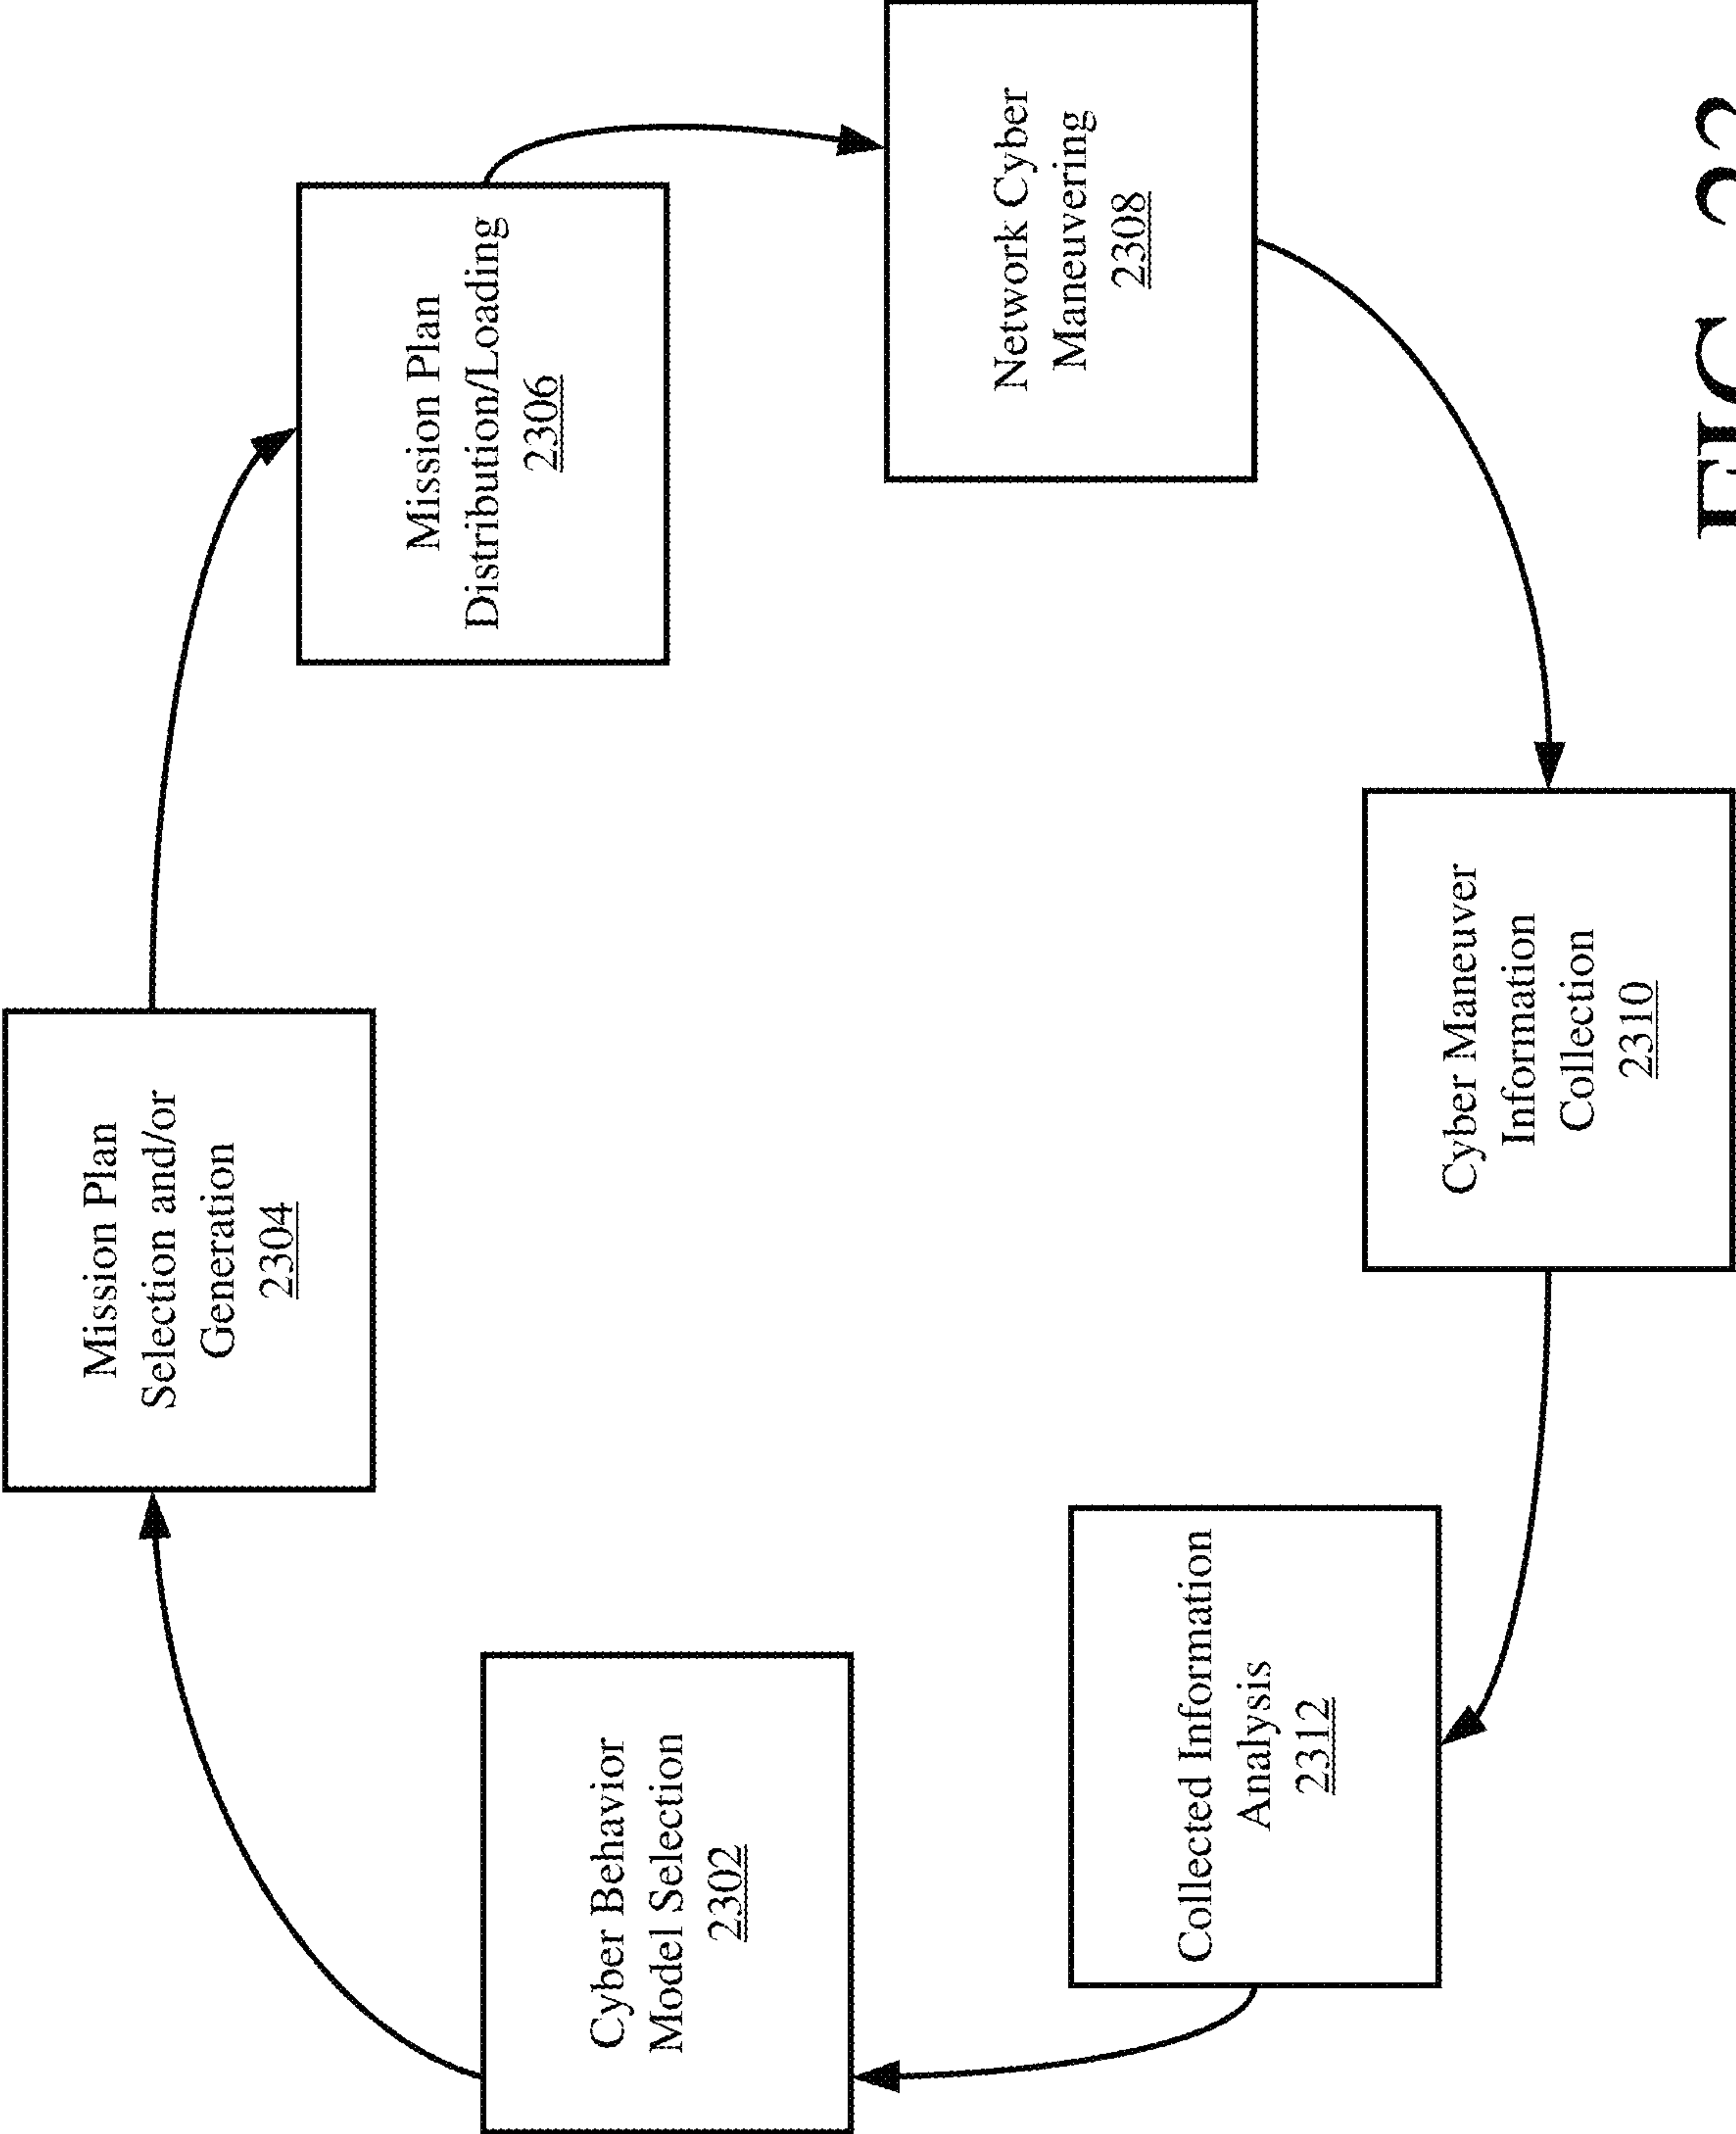 Mission Plan
Selection and/or
Generation
2304
Mission Plan
Distribution/Loading
2306
Network Cyber
Maneuvering
2308
Cyber Maneuver
Information
Collection
2310
Collected Information
Analysis
2312
Cyber Behavior
Model Selection
2302